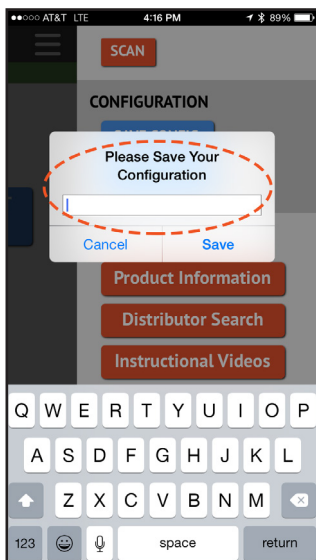 AT&T LTE 4:16 PM 89%
SCAN
CONFIGURATION
Please Save Your
Configuration
Cancel Save
Product Information
Distributor Search
Instructional Videos
Q W E R T Y U I O P
A S D F G H J K L
Z X C V B N M
123 space return